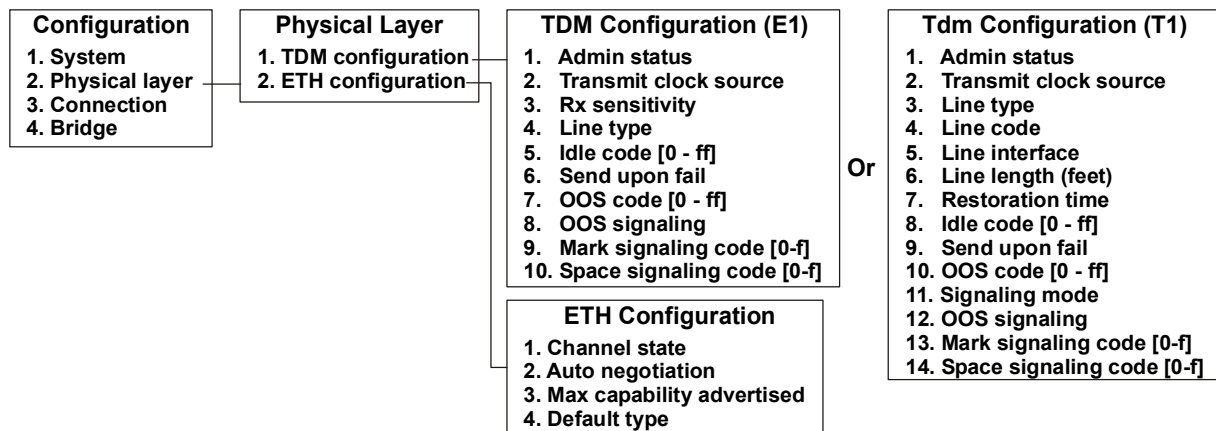 Configuration
1. System
2. Physical layer
3. Connection
4. Bridge
Physical Layer
1. TDM configuration
2. ETH configuration
TDM Configuration (E1)
1. Admin status
2. Transmit clock source
3. Rx sensitivity
4. Line type
5. Idle code [0 - ff]
6. Send upon fail
7. OOS code [0 - ff]
8. OOS signaling
9. Mark signaling code [0-f]
10. Space signaling code [0-f]
ETH Configuration
1. Channel state
2. Auto negotiation
3. Max capability advertised
4. Default type
Or
Tdm Configuration (T1)
1. Admin status
2. Transmit clock source
3. Line type
4. Line code
5. Line interface
6. Line length (feet)
7. Restoration time
8. Idle code [0 - ff]
9. Send upon fail
10. OOS code [0 - ff]
11. Signaling mode
12. OOS signaling
13. Mark signaling code [0-f]
14. Space signaling code [0-f]